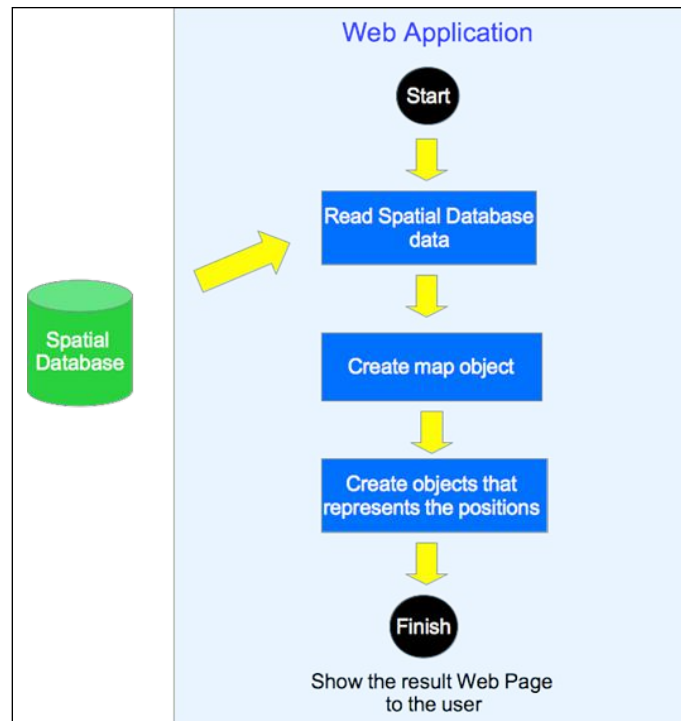 Web Application
Start
Read Spatial Database
data
Spatial
Database
Create map object
Create objects that
represents the positions
Finish
Show the result Web Page
to the user